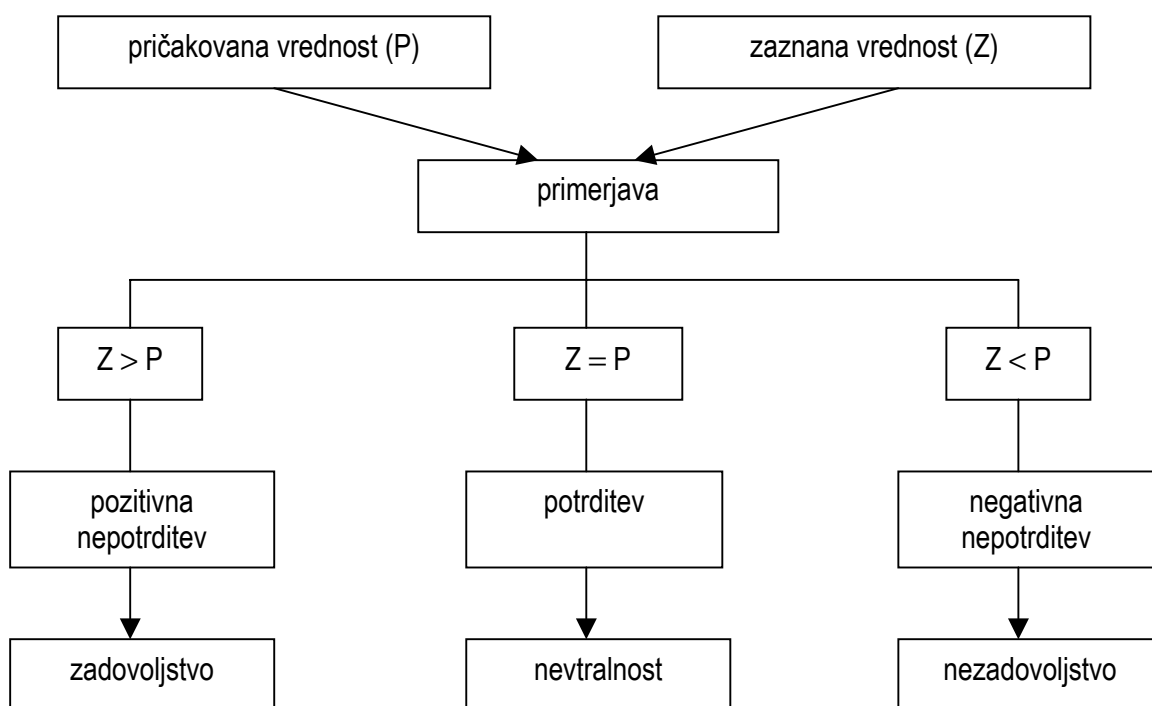 pričakovana vrednost (P)
zaznana vrednost (Z)
primerjava
Z > P
Z = P
Z < P
pozitivna
nepotrditev
potrditev
negativna
nepotrditev
zadovoljstvo
nevtralnost
nezadovoljstvo